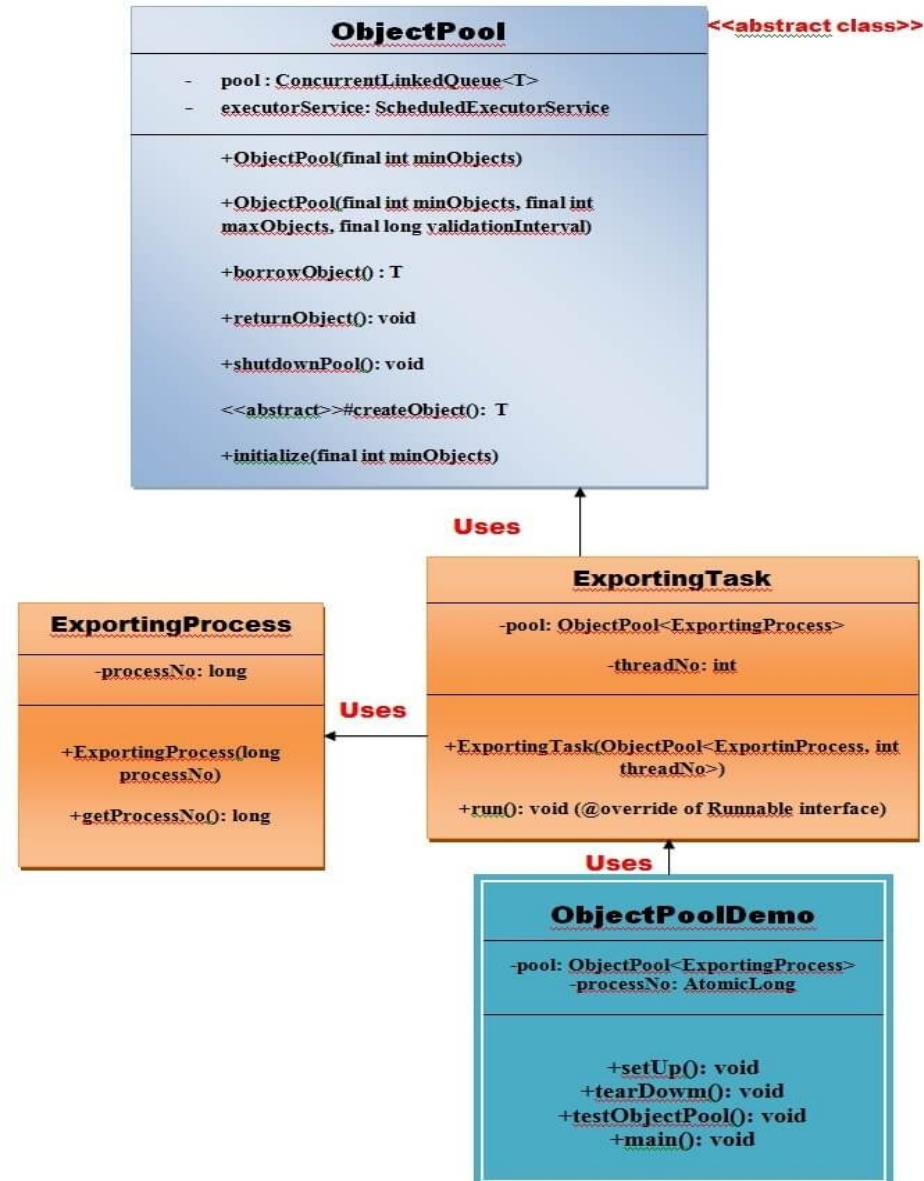 ObjectPool
<<abstract class>>
- pool : ConcurrentLinkedQueue<T>
- executorService: ScheduledExecutorService
+ObjectPool(final int minObjects)
+ObjectPool(final int minObjects, final int
maxObjects, final long validationInterval)
+borrowObject() : T
+returnObject(): void
+shutdownPool(): void
<<abstract>>#createObject(): T
+initialize(final int minObjects)
Uses
ExportingTask
-pool: ObjectPool<ExportingProcess>
-threadNo: int
+ExportingTask(ObjectPool<ExportinProcess, int
threadNo>)
+run(): void (@override of Runnable interface)
ExportingProcess
-processNo: long
+ExportingProcess(long
processNo)
+getProcessNo(): long
Uses
Uses
ObjectPoolDemo
-pool: ObjectPool<ExportingProcess>
-processNo: AtomicLong
+setUp(): void
+tearDowm(): void
+testObjectPool(): void
+main(): void